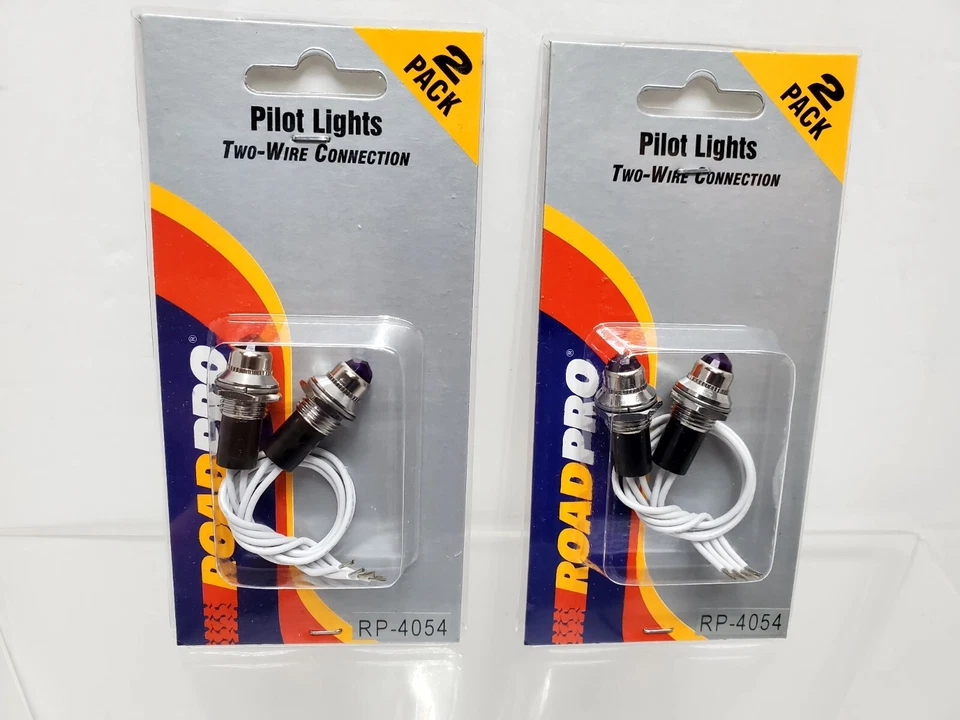 2
PACK
Pilot Lights
TWO-WIRE CONNECTION
ROADPRO®
RP-4054
2
PACK
Pilot Lights
TWO-WIRE CONNECTION
ROADPRO®
RP-4054